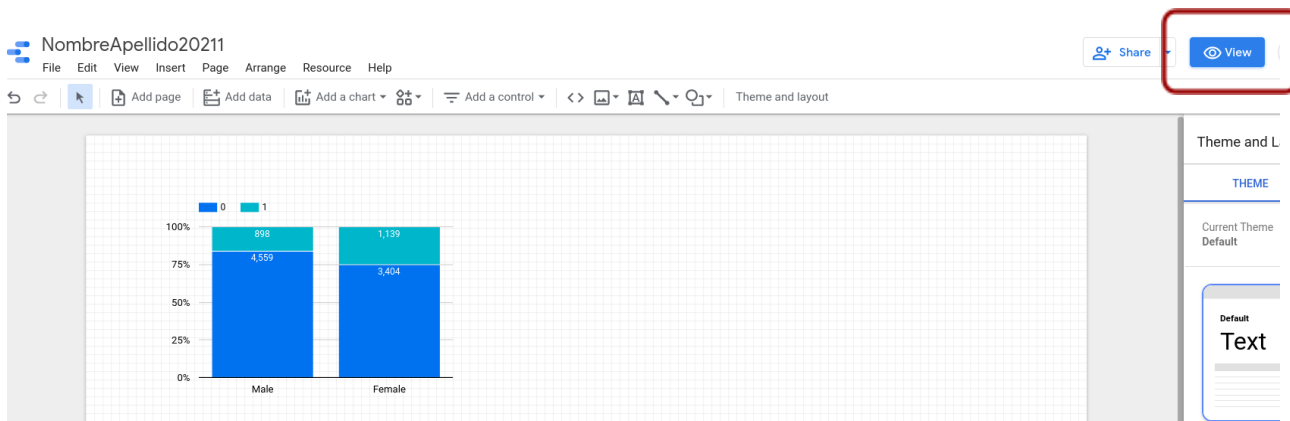 NombreApellido20211
File Edit View Insert Page Arrange Resource Help
Share
View
Add page Add data Add a chart Add a control Theme and layout
Theme and L
THEME
Current Theme
Default
Default
Text
0 1
100%
75%
50%
25%
0%
898 1,139
4,559
3,404
Male Female